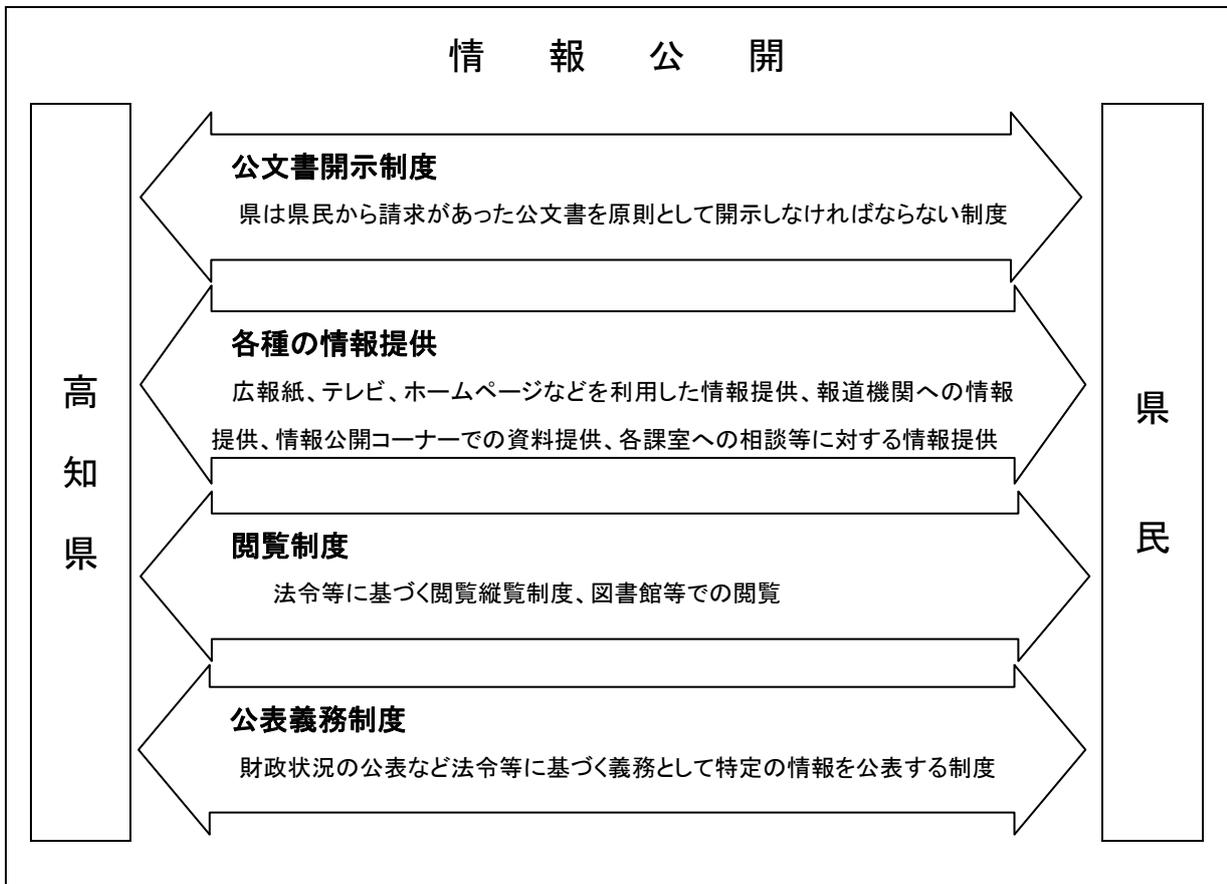 情報公開
高知県
公文書開示制度
県は県民から請求があった公文書を原則として開示しなければならない制度
各種の情報提供
広報紙、テレビ、ホームページなどを利用した情報提供、報道機関への情報
提供、情報公開コーナーでの資料提供、各課室への相談等に対する情報提供
閲覧制度
法令等に基づく閲覧縦覧制度、図書館等での閲覧
公表義務制度
財政状況の公表など法令等に基づく義務として特定の情報を公表する制度
県民